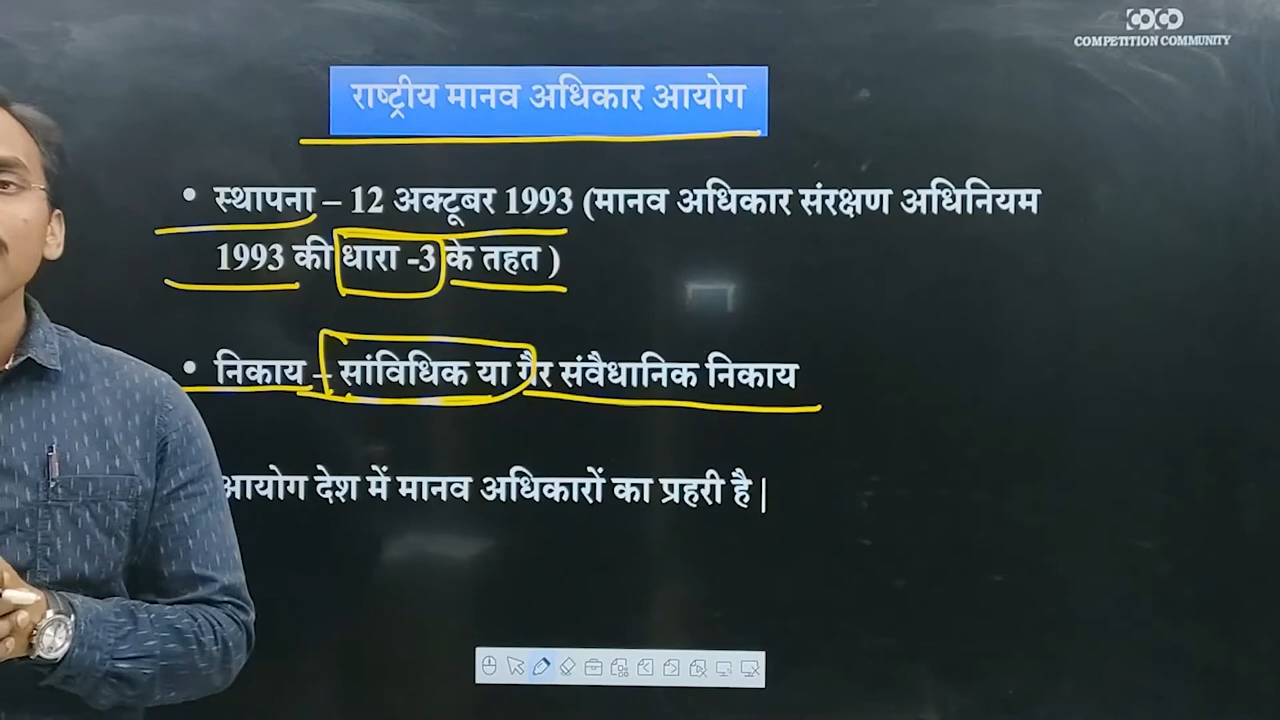 COCO
COMPETITION COMMUNITY
राष्ट्रीय मानव अधिकार आयोग
• स्थापना – 12 अक्टूबर 1993 (मानव अधिकार संरक्षण अधिनियम
1993 की धारा -3 के तहत )
• निकाय – सांविधिक या गैर संवैधानिक निकाय
आयोग देश में मानव अधिकारों का प्रहरी है |